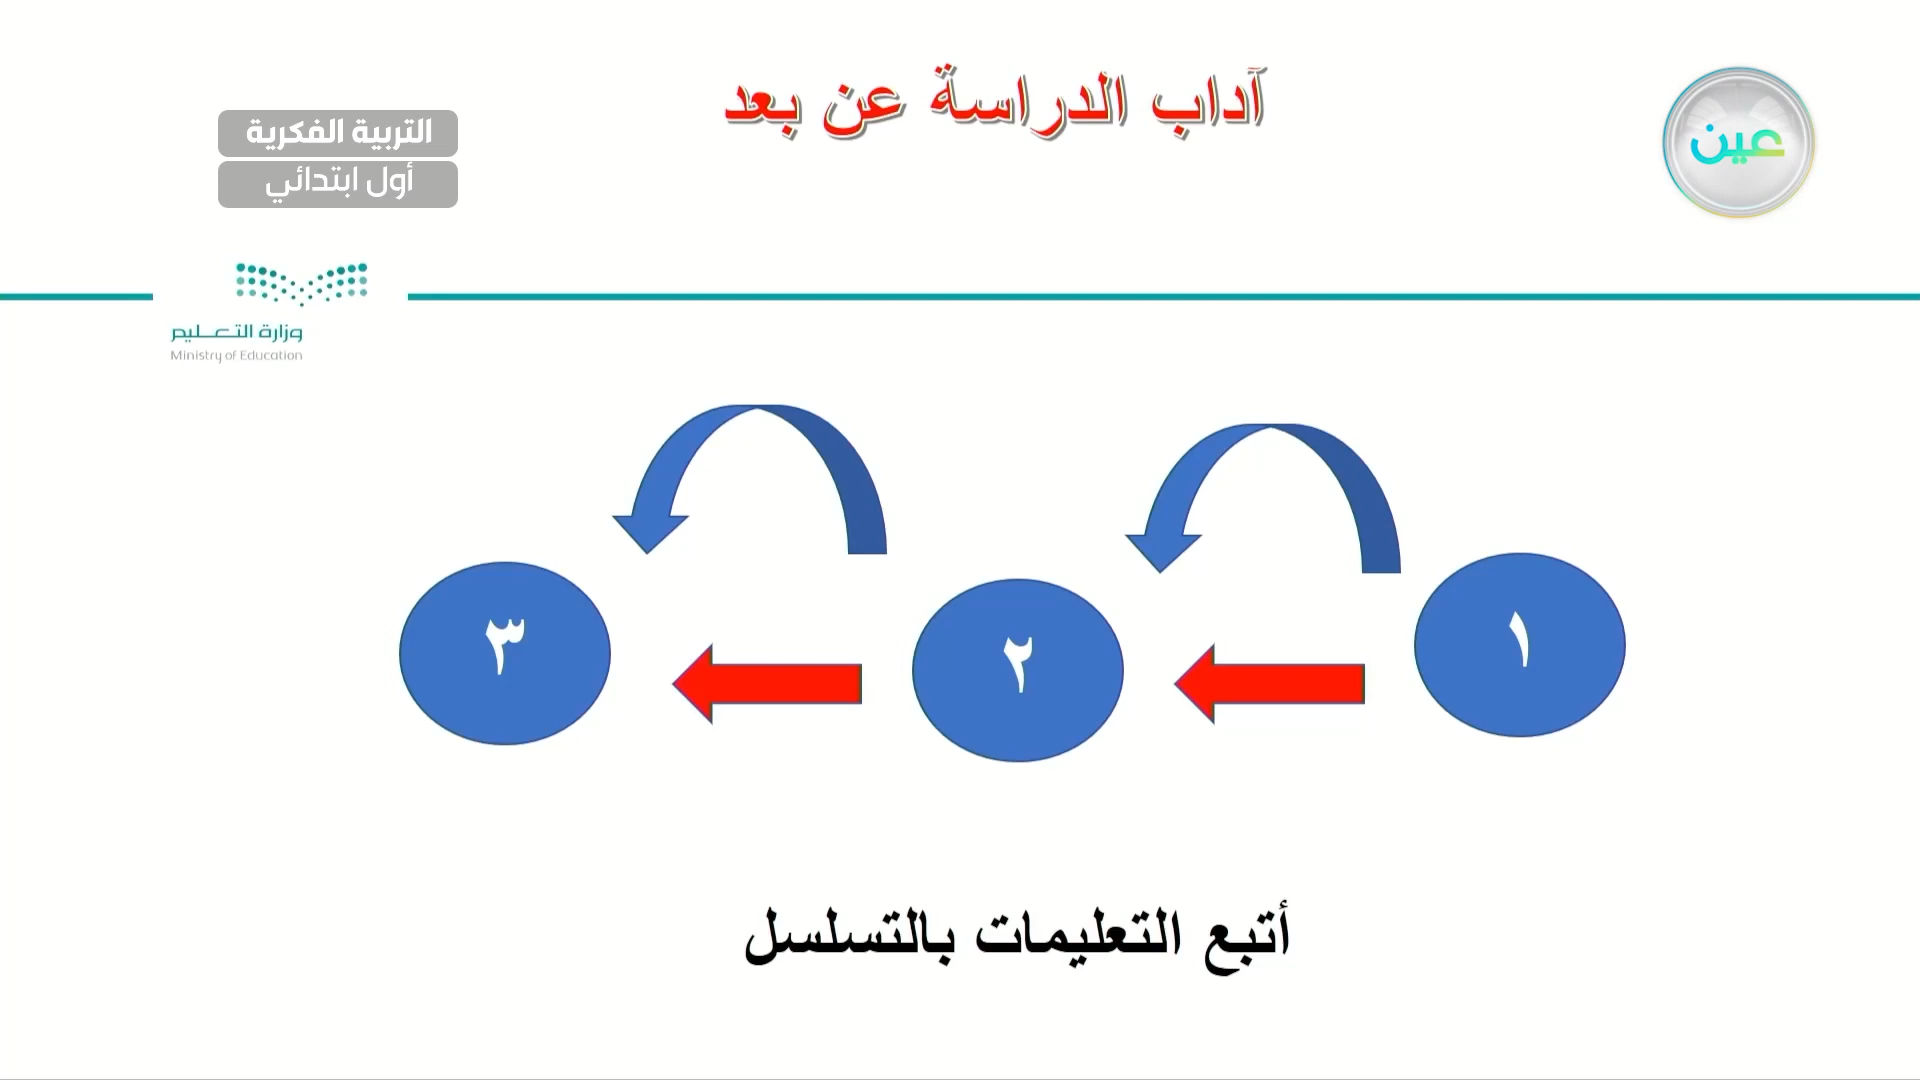 آداب الدراسة عن بعد
عين
التربية الفكرية
أول ابتدائي
وزارة التعليم
Ministry of Education
١
٢
٣
أتبع التعليمات بالتسلسل